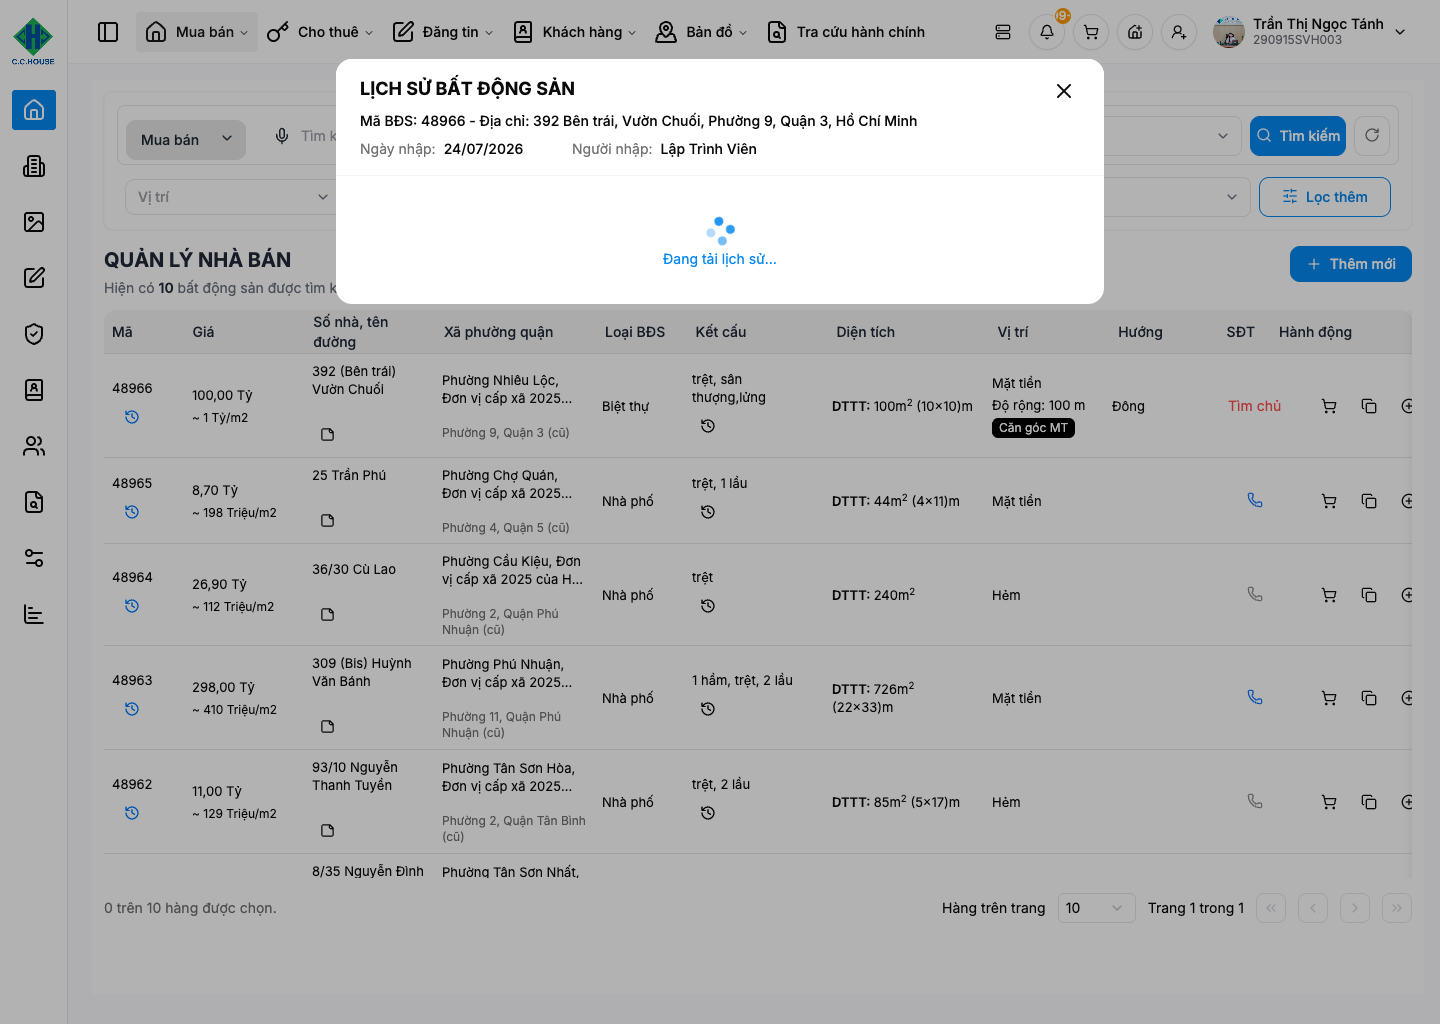 C.C.HOUSE
Mua bán
Cho thuê
Đăng tin
Khách hàng
Bản đồ
Tra cứu hành chính
99+
Trần Thị Ngọc Tánh
290915SVH003
LỊCH SỬ BẤT ĐỘNG SẢN
Mã BĐS: 48966 - Địa chỉ: 392 Bên trái, Vườn Chuối, Phường 9, Quận 3, Hồ Chí Minh
Ngày nhập: 24/07/2026 Người nhập: Lập Trình Viên
Đang tải lịch sử...
Mua bán
Tìm k
Tìm kiếm
Vị trí
Lọc thêm
QUẢN LÝ NHÀ BÁN
Hiện có 10 bất động sản được tìm k
Thêm mới
Mã Giá Số nhà, tên đường Xã phường quận Loại BĐS Kết cấu Diện tích Vị trí Hướng SĐT Hành động
48966
100,00 Tỷ
~ 1 Tỷ/m2
392 (Bên trái)
Vườn Chuối
Phường Nhiêu Lộc,
Đơn vị cấp xã 2025...
Phường 9, Quận 3 (cũ)
Biệt thự
trệt, sân
thượng,lửng
DTTT: 100m2 (10x10)m
Mặt tiền
Độ rộng: 100 m
Căn góc MT
Đông
Tìm chủ
48965
8,70 Tỷ
~ 198 Triệu/m2
25 Trần Phú
Phường Chợ Quán,
Đơn vị cấp xã 2025...
Phường 4, Quận 5 (cũ)
Nhà phố
trệt, 1 lầu
DTTT: 44m2 (4x11)m
Mặt tiền
48964
26,90 Tỷ
~ 112 Triệu/m2
36/30 Cù Lao
Phường Cầu Kiệu, Đơn
vị cấp xã 2025 của H...
Phường 2, Quận Phú
Nhuận (cũ)
Nhà phố
trệt
DTTT: 240m2
Hẻm
48963
298,00 Tỷ
~ 410 Triệu/m2
309 (Bis) Huỳnh
Văn Bánh
Phường Phú Nhuận,
Đơn vị cấp xã 2025...
Phường 11, Quận Phú
Nhuận (cũ)
Nhà phố
1 hầm, trệt, 2 lầu
DTTT: 726m2
(22x33)m
Mặt tiền
48962
11,00 Tỷ
~ 129 Triệu/m2
93/10 Nguyễn
Thanh Tuyền
Phường Tân Sơn Hòa,
Đơn vị cấp xã 2025...
Phường 2, Quận Tân Bình
(cũ)
Nhà phố
trệt, 2 lầu
DTTT: 85m2 (5x17)m
Hẻm
8/35 Nguyễn Đình
Phường Tân Sơn Nhất,
0 trên 10 hàng được chọn.
Hàng trên trang 10 Trang 1 trong 1